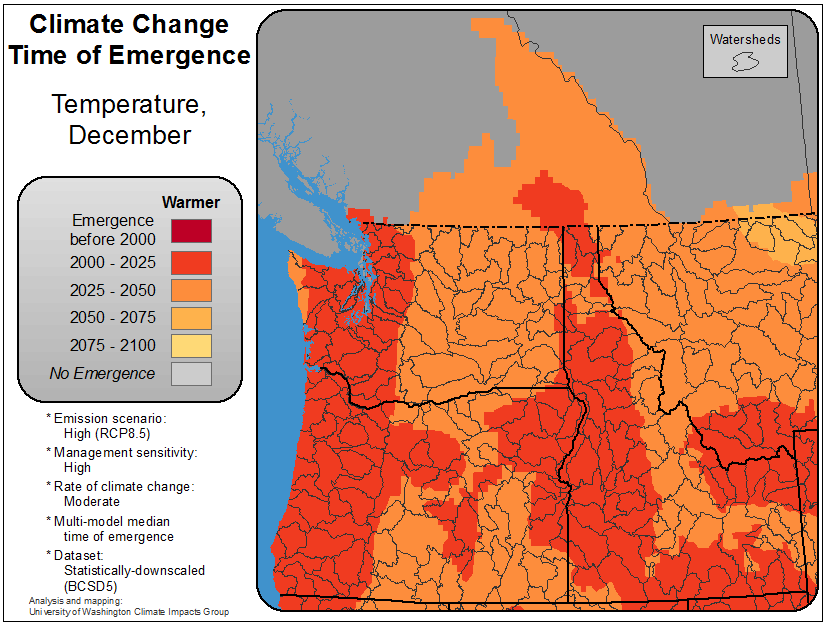 Climate Change
Time of Emergence
Temperature,
December
Warmer
Emergence
before 2000
2000 - 2025
2025 - 2050
2050 - 2075
2075 - 2100
No Emergence
* Emission scenario:
High (RCP8.5)
* Management sensitivity:
High
* Rate of climate change:
Moderate
* Multi-model median
time of emergence
* Dataset:
Statistically-downscaled
(BCSD5)
Analysis and mapping:
University of Washington Climate Impacts Group
Watersheds